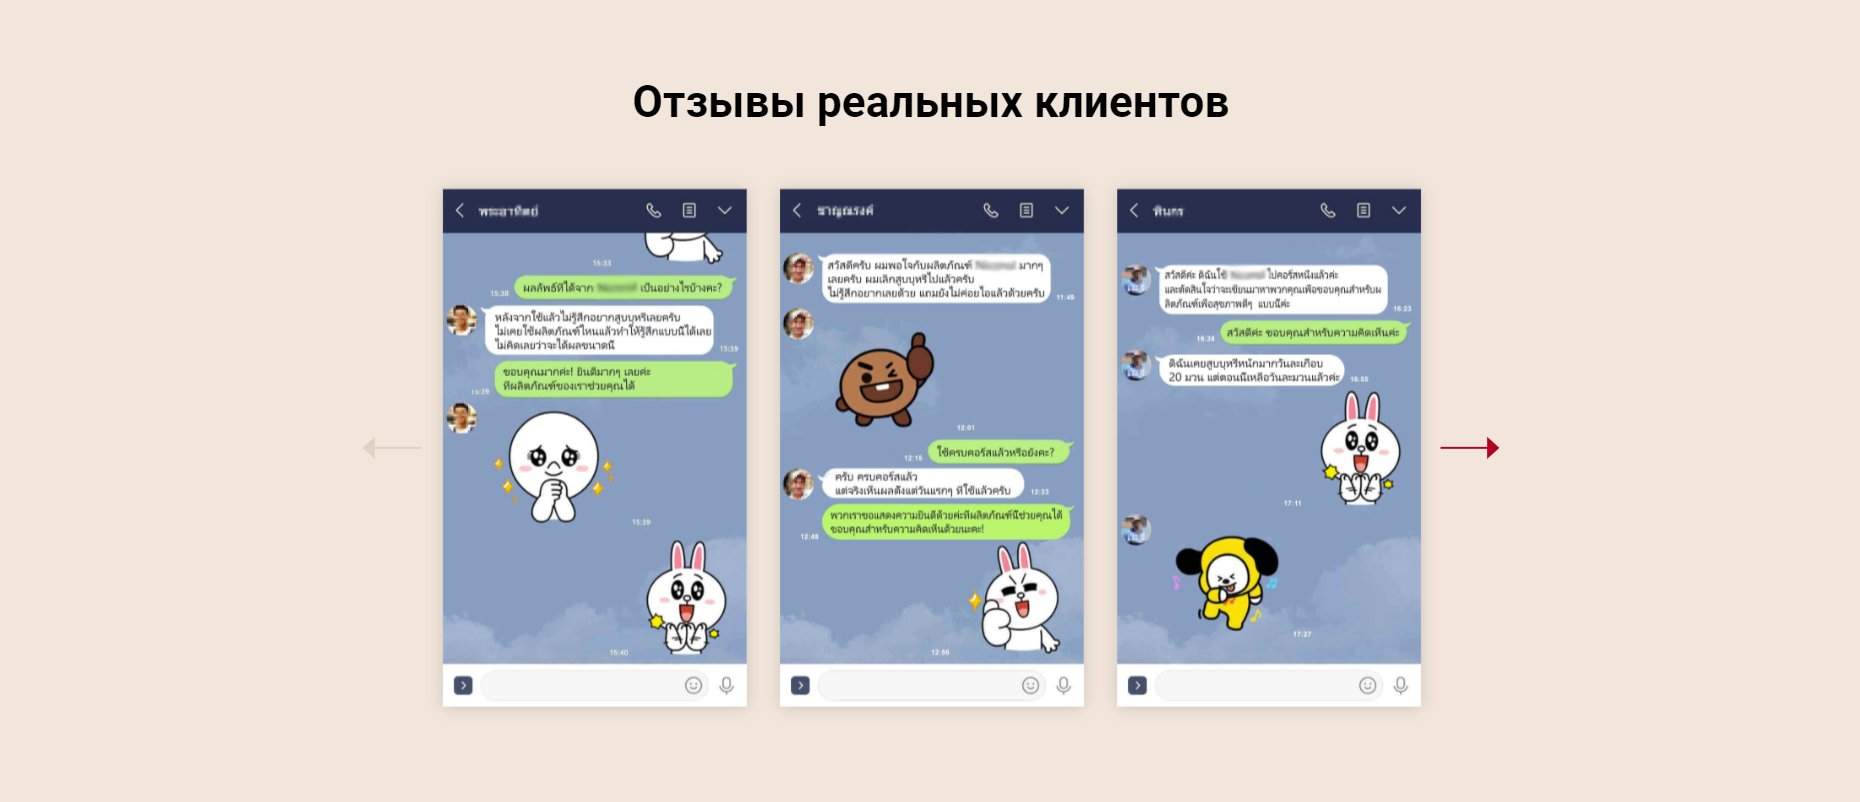 Отзывы реальных клиентов
พระอาทิตย์
15:33
ผลลัพธ์ที่ได้จาก เป็นอย่างไรบ้างคะ?
15:38
หลังจากใช้แล้วไม่รู้สึกอยากสูบบุหรี่เลยครับ
ไม่เคยใช้ผลิตภัณฑ์ไหนแล้วทำให้รู้สึกแบบนี้ได้เลย
ไม่คิดเลยว่าจะได้ผลขนาดนี้
15:39
ขอบคุณมากค่ะ! ยินดีมากๆ เลยค่ะ
ที่ผลิตภัณฑ์ของเราช่วยคุณได้
15:39
15:39
15:40
ชาญณรงค์
สวัสดีครับ ผมพอใจกับผลิตภัณฑ์ มากๆ
เลยครับ ผมเลิกสูบบุหรี่ไปแล้วครับ
ไม่รู้สึกอยากเลยด้วย แถมยังไม่ค่อยไอแล้วด้วยครับ
11:49
12:01
ใช้ครบคอร์สแล้วหรือยังคะ?
12:15
ครับ ครบคอร์สแล้ว
แต่จริงเห็นผลตั้งแต่วันแรกๆ ที่ใช้แล้วครับ
12:23
พวกเราขอแสดงความยินดีด้วยค่ะที่ผลิตภัณฑ์นี้ช่วยคุณได้
ขอบคุณสำหรับความคิดเห็นด้วยนะคะ!
12:48
12:56
ทินกร
สวัสดีค่ะ ดิฉันใช้ ไปคอร์สหนึ่งแล้วค่ะ
และตัดสินใจว่าจะเขียนมาหาพวกคุณเพื่อขอบคุณสำหรับผ
ลิตภัณฑ์เพื่อสุขภาพดีๆ แบบนี้ค่ะ
16:23
สวัสดีค่ะ ขอบคุณสำหรับความคิดเห็นค่ะ
16:38
ดิฉันเคยสูบบุหรี่หนักมากวันละเกือบ
20 มวน แต่ตอนนี้เหลือวันละมวนแล้วค่ะ
16:55
17:11
17:27